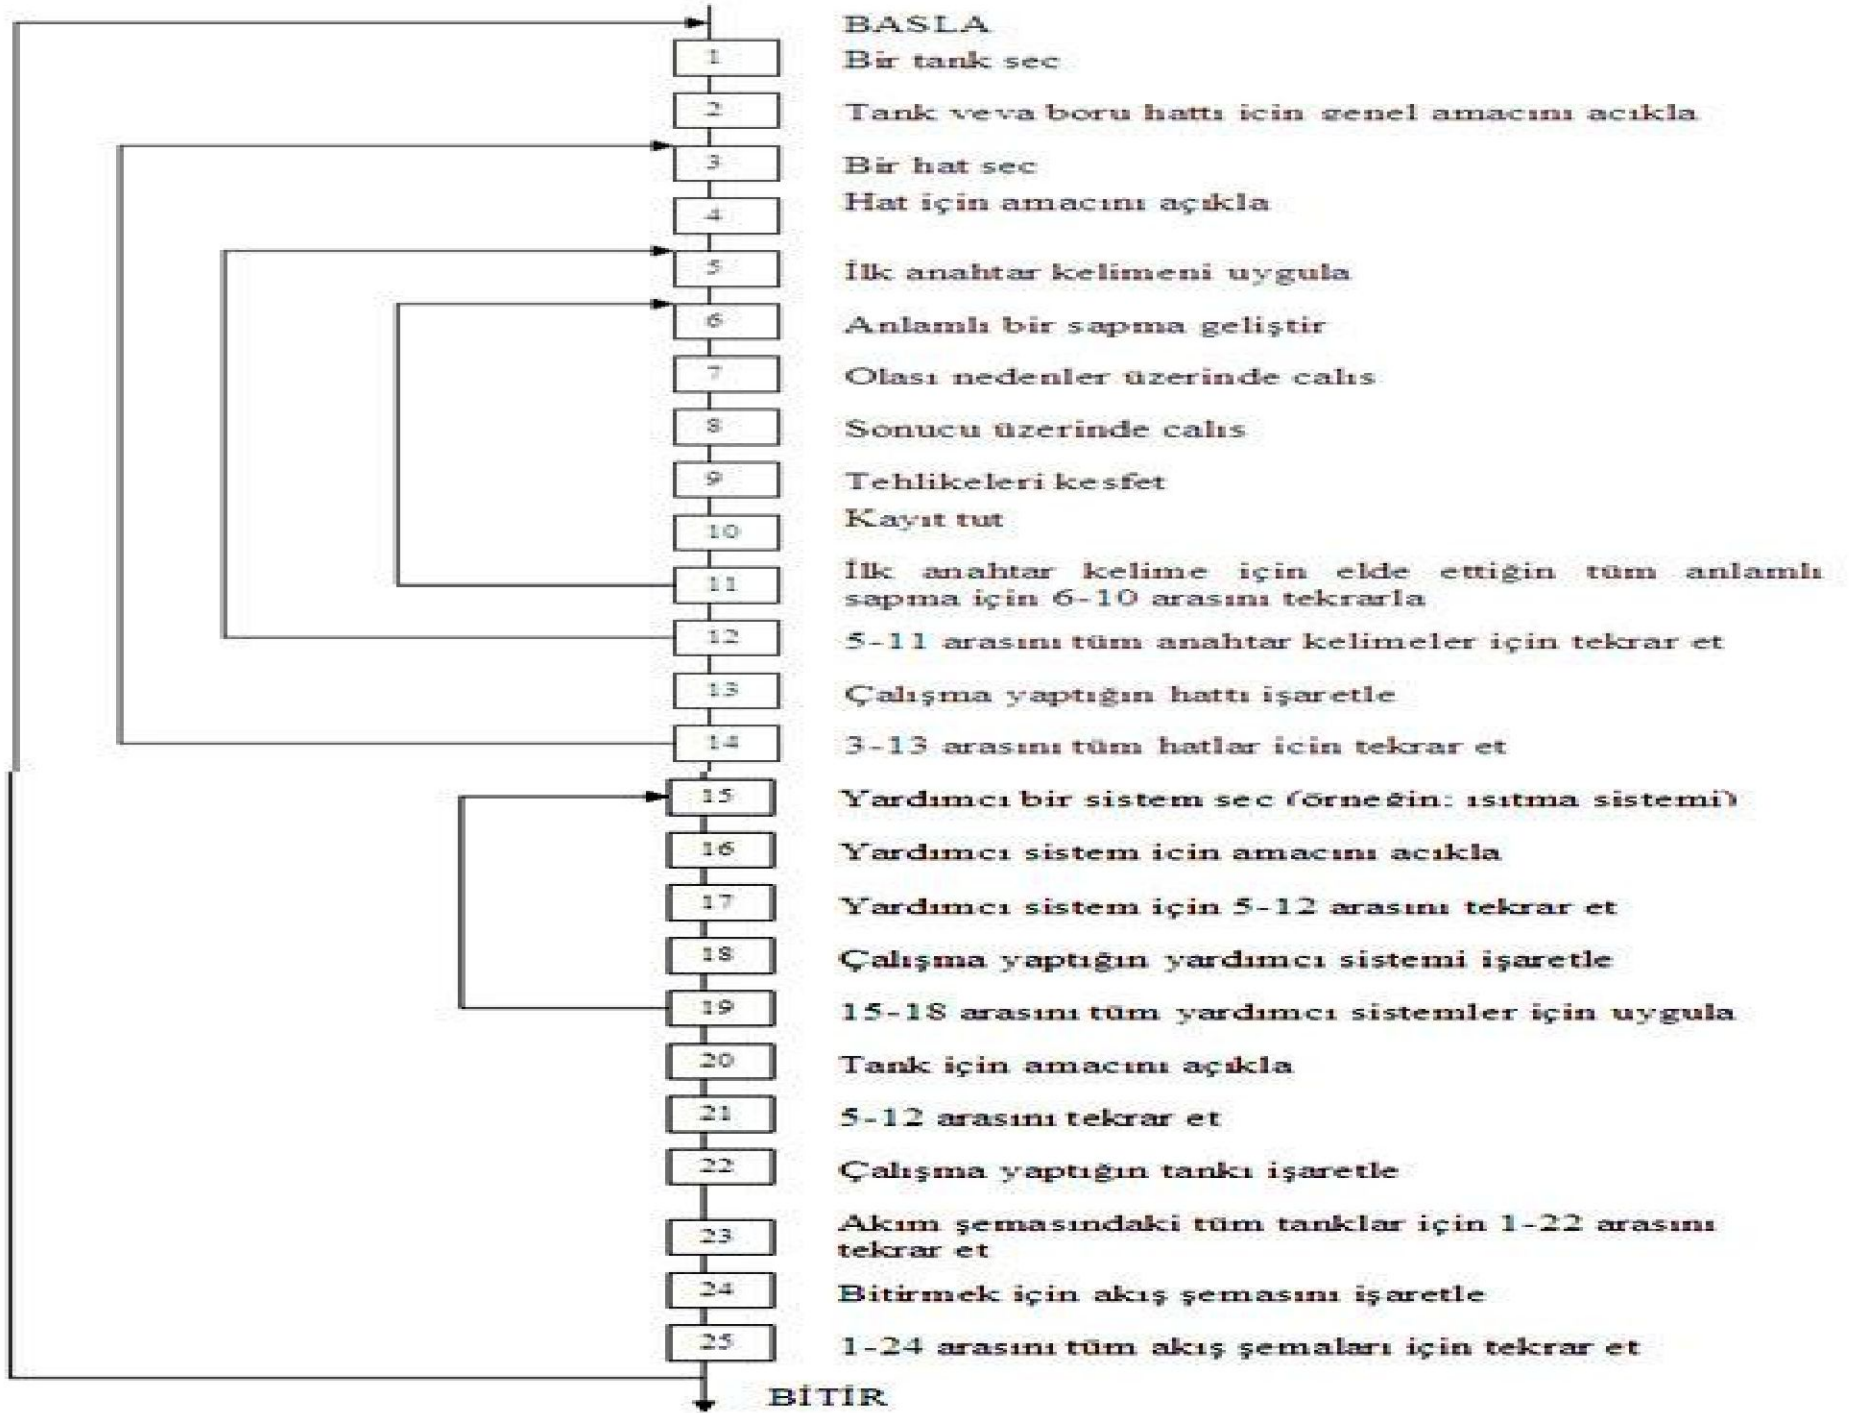 BASLA
1 Bir tank sec
2 Tank veva boru hattı icin genel amacını acıkla
3 Bir hat sec
4 Hat için amacını açıkla
5 İlk anahtar kelimeni uygula
6 Anlamlı bir sapma geliştir
7 Olası nedenler üzerinde calıs
8 Sonucu üzerinde calıs
9 Tehlikeleri kesfet
10 Kayıt tut
11 İlk anahtar kelime için elde ettiğin tüm anlamlı
sapma için 6-10 arasını tekrarla
12 5-11 arasını tüm anahtar kelimeler için tekrar et
13 Çalışma yaptığın hattı işaretle
14 3-13 arasını tüm hatlar icin tekrar et
15 Yardımcı bir sistem sec (örneğin: ısıtma sistemi)
16 Yardımcı sistem icin amacını acıkla
17 Yardımcı sistem için 5-12 arasını tekrar et
18 Çalışma yaptığın yardımcı sistemi işaretle
19 15-18 arasını tüm yardımcı sistemler için uygula
20 Tank için amacını açıkla
21 5-12 arasını tekrar et
22 Çalışma yaptığın tankı işaretle
23 Akım şemasındaki tüm tanklar için 1-22 arasını
tekrar et
24 Bitirmek için akış şemasını işaretle
25 1-24 arasını tüm akış şemaları için tekrar et
BİTİR